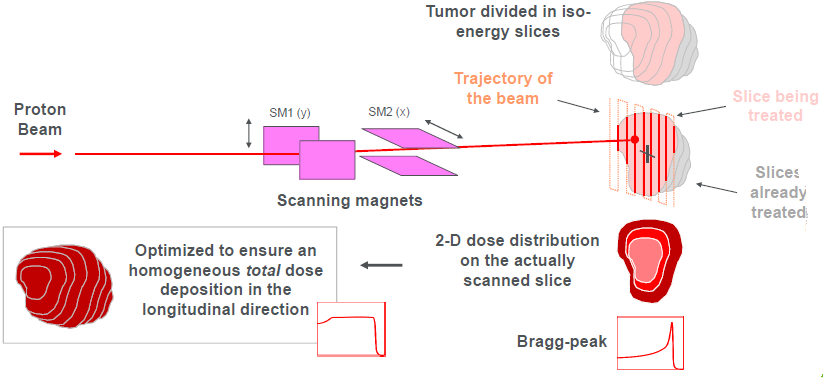 Tumor divided in iso-
energy slices
Trajectory of
the beam
Slice being
treated
Proton
Beam
SM1 (y)
SM2 (x)
Scanning magnets
Slices
already
treated
Optimized to ensure an
homogeneous total dose
deposition in the
longitudinal direction
2-D dose distribution
on the actually
scanned slice
Bragg-peak